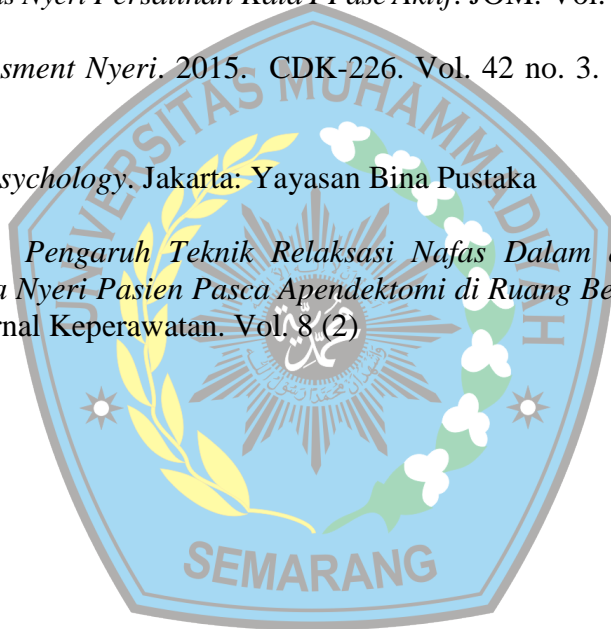 s Nyeri Persalinan Kala I Fase Aktif. JOM. Vol.
sment Nyeri. 2015. CDK-226. Vol. 42 no. 3.
sychology. Jakarta: Yayasan Bina Pustaka
Pengaruh Teknik Relaksasi Nafas Dalam
a Nyeri Pasien Pasca Apendektomi di Ruang Be
rnal Keperawatan. Vol. 8 (2)
UNIVERSITAS MUHAMMADIYAH
SEMARANG